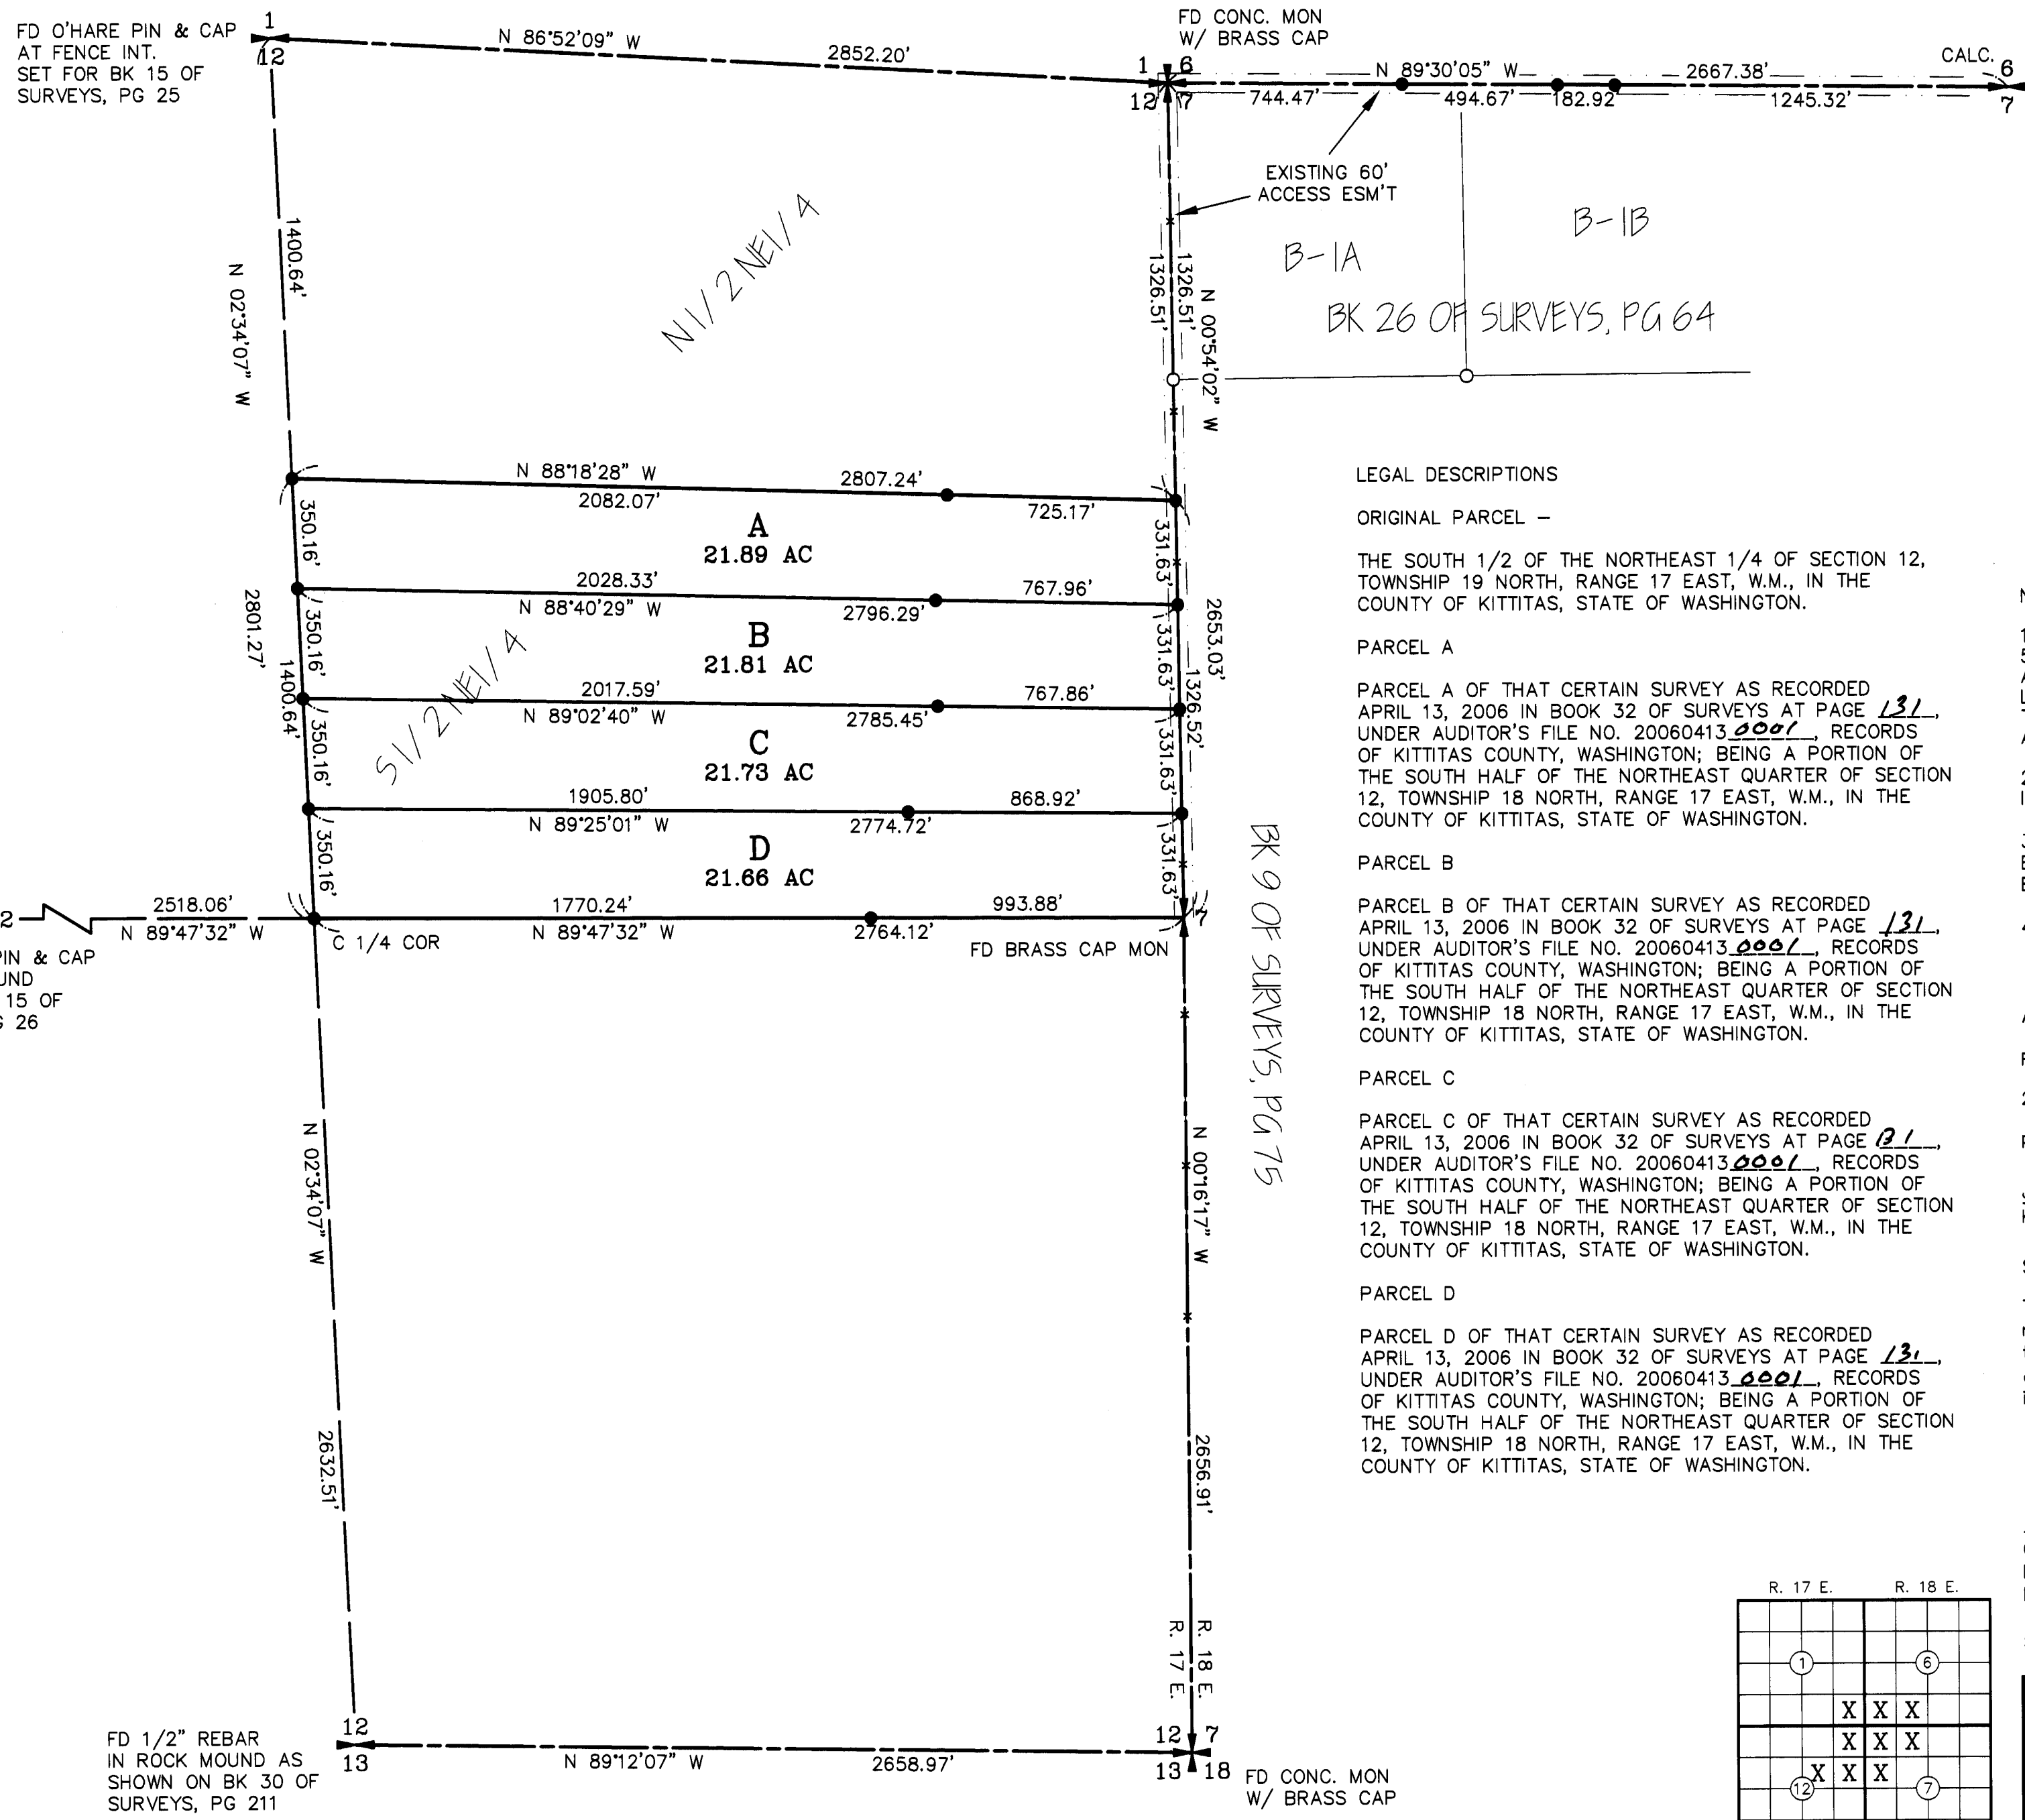 FD O'HARE PIN & CAP
AT FENCE INT.
SET FOR BK 15 OF
SURVEYS, PG 25
1
12
N 86°52'09" W
2852.20'
FD CONC. MON
W/ BRASS CAP
1 6
12 7
N 89°30'05" W
2667.38'
CALC. 6
7
744.47'
494.67'
182.92'
1245.32'
EXISTING 60'
ACCESS ESM'T
B-1A
B-1B
BK 26 OF SURVEYS, PG 64
1400.64'
N 02°34'07" W
N1/2NE1/4
1326.51'
1326.51'
N 00°54'02" W
N 88°18'28" W
2807.24'
2082.07'
725.17'
A
21.89 AC
350.16'
331.63'
2028.33'
767.96'
N 88°40'29" W
2796.29'
B
21.81 AC
350.16'
331.63'
2801.27'
1400.64'
2653.03'
1326.52'
S1/2NE1/4
2017.59'
767.86'
N 89°02'40" W
2785.45'
C
21.73 AC
350.16'
331.63'
1905.80'
868.92'
N 89°25'01" W
2774.72'
D
21.66 AC
350.16'
331.63'
2
2518.06'
N 89°47'32" W
1770.24'
993.88'
C 1/4 COR
N 89°47'32" W
2764.12'
FD BRASS CAP MON
7
PIN & CAP
15 OF
26
BK 9 OF SURVEYS, PG 75
N 02°34'07" W
2632.51'
N 00°16'17" W
2656.91'
R. 17 E.
R. 18 E.
FD 1/2" REBAR
IN ROCK MOUND AS
SHOWN ON BK 30 OF
SURVEYS, PG 211
12
13
N 89°12'07" W
2658.97'
12 7
13 18
FD CONC. MON
W/ BRASS CAP
LEGAL DESCRIPTIONS
ORIGINAL PARCEL –
THE SOUTH 1/2 OF THE NORTHEAST 1/4 OF SECTION 12,
TOWNSHIP 19 NORTH, RANGE 17 EAST, W.M., IN THE
COUNTY OF KITTITAS, STATE OF WASHINGTON.
PARCEL A
PARCEL A OF THAT CERTAIN SURVEY AS RECORDED
APRIL 13, 2006 IN BOOK 32 OF SURVEYS AT PAGE 131,
UNDER AUDITOR'S FILE NO. 200604130001, RECORDS
OF KITTITAS COUNTY, WASHINGTON; BEING A PORTION OF
THE SOUTH HALF OF THE NORTHEAST QUARTER OF SECTION
12, TOWNSHIP 18 NORTH, RANGE 17 EAST, W.M., IN THE
COUNTY OF KITTITAS, STATE OF WASHINGTON.
PARCEL B
PARCEL B OF THAT CERTAIN SURVEY AS RECORDED
APRIL 13, 2006 IN BOOK 32 OF SURVEYS AT PAGE 131,
UNDER AUDITOR'S FILE NO. 200604130001, RECORDS
OF KITTITAS COUNTY, WASHINGTON; BEING A PORTION OF
THE SOUTH HALF OF THE NORTHEAST QUARTER OF SECTION
12, TOWNSHIP 18 NORTH, RANGE 17 EAST, W.M., IN THE
COUNTY OF KITTITAS, STATE OF WASHINGTON.
PARCEL C
PARCEL C OF THAT CERTAIN SURVEY AS RECORDED
APRIL 13, 2006 IN BOOK 32 OF SURVEYS AT PAGE 131,
UNDER AUDITOR'S FILE NO. 200604130001, RECORDS
OF KITTITAS COUNTY, WASHINGTON; BEING A PORTION OF
THE SOUTH HALF OF THE NORTHEAST QUARTER OF SECTION
12, TOWNSHIP 18 NORTH, RANGE 17 EAST, W.M., IN THE
COUNTY OF KITTITAS, STATE OF WASHINGTON.
PARCEL D
PARCEL D OF THAT CERTAIN SURVEY AS RECORDED
APRIL 13, 2006 IN BOOK 32 OF SURVEYS AT PAGE 131,
UNDER AUDITOR'S FILE NO. 200604130001, RECORDS
OF KITTITAS COUNTY, WASHINGTON; BEING A PORTION OF
THE SOUTH HALF OF THE NORTHEAST QUARTER OF SECTION
12, TOWNSHIP 18 NORTH, RANGE 17 EAST, W.M., IN THE
COUNTY OF KITTITAS, STATE OF WASHINGTON.
R. 17 E. R. 18 E.
1 6
X X X
X X X
X X X
12 7